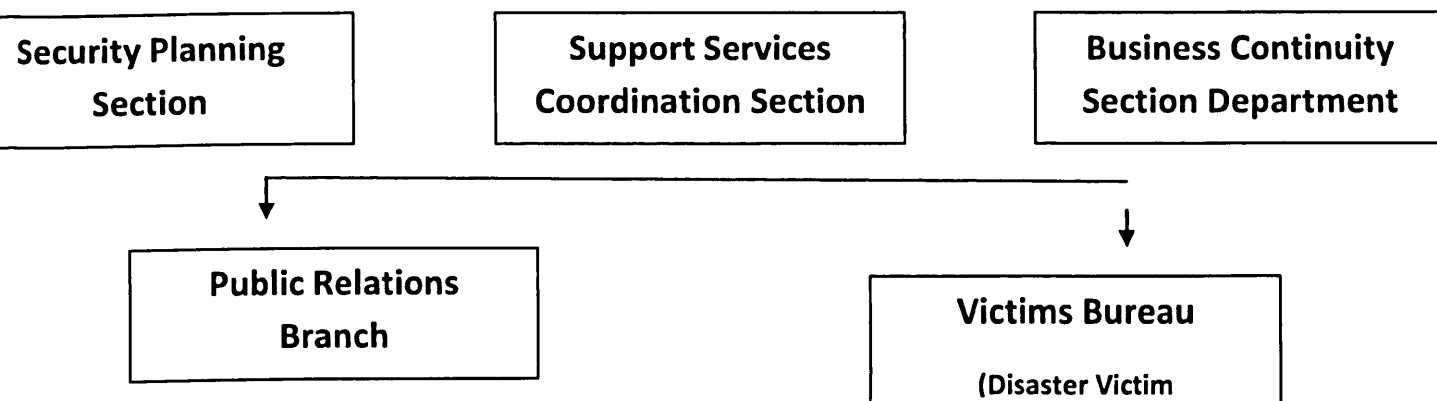 Security Planning
Section
Support Services
Coordination Section
Business Continuity
Section Department
Public Relations
Branch
Victims Bureau
(Disaster Victim